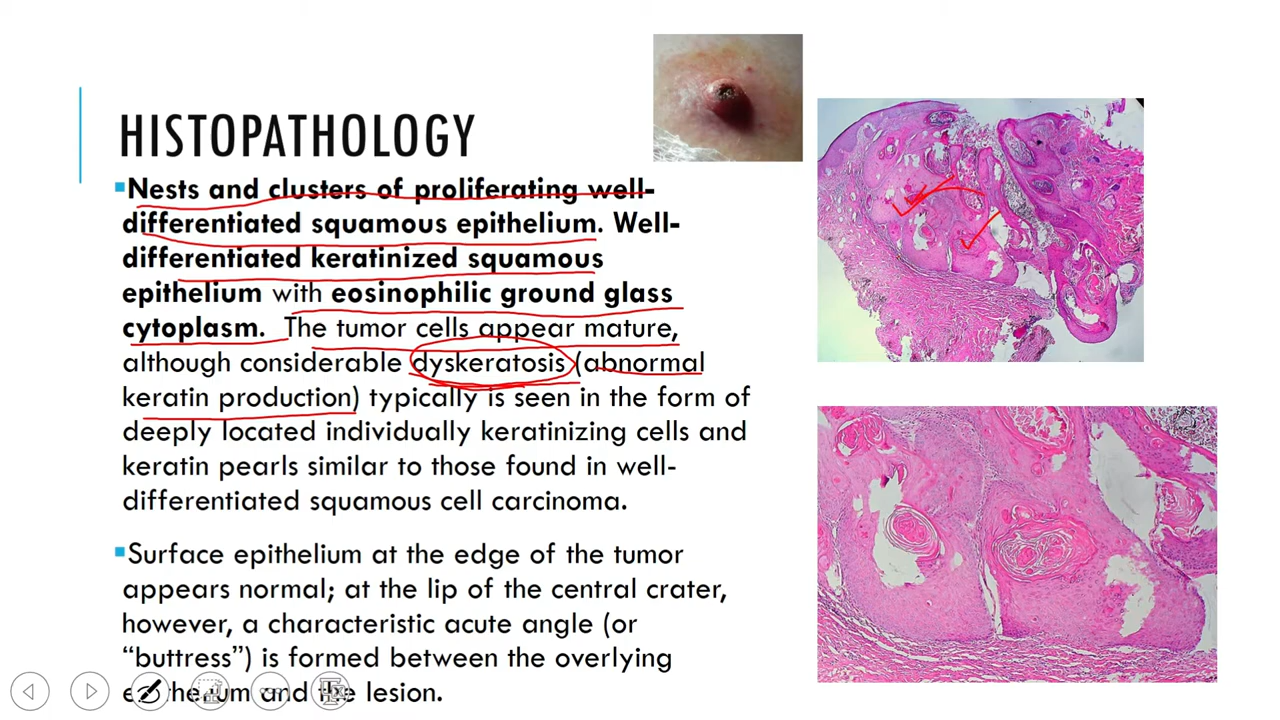 HISTOPATHOLOGY
Nests and clusters of proliferating well-
differentiated squamous epithelium. Well-
differentiated keratinized squamous
epithelium with eosinophilic ground glass
cytoplasm. The tumor cells appear mature,
although considerable dyskeratosis (abnormal
keratin production) typically is seen in the form of
deeply located individually keratinizing cells and
keratin pearls similar to those found in well-
differentiated squamous cell carcinoma.
Surface epithelium at the edge of the tumor
appears normal; at the lip of the central crater,
however, a characteristic acute angle (or
“buttress”) is formed between the overlying
epithelium and the lesion.